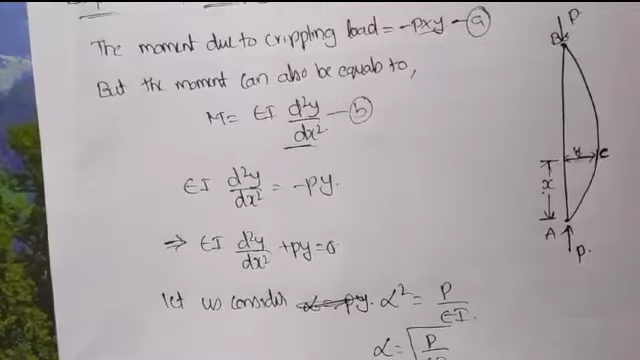 The moment due to crippling load = -pxy - ⓐ
But the moment can also be equals to,
M = EI d²y/dx² - ⓑ
EI d²y/dx² = -py.
⇒ EI d²y/dx² + py = 0
let us consider α² = P/EI.
α = √P
B
P
y
C
x
A
P.